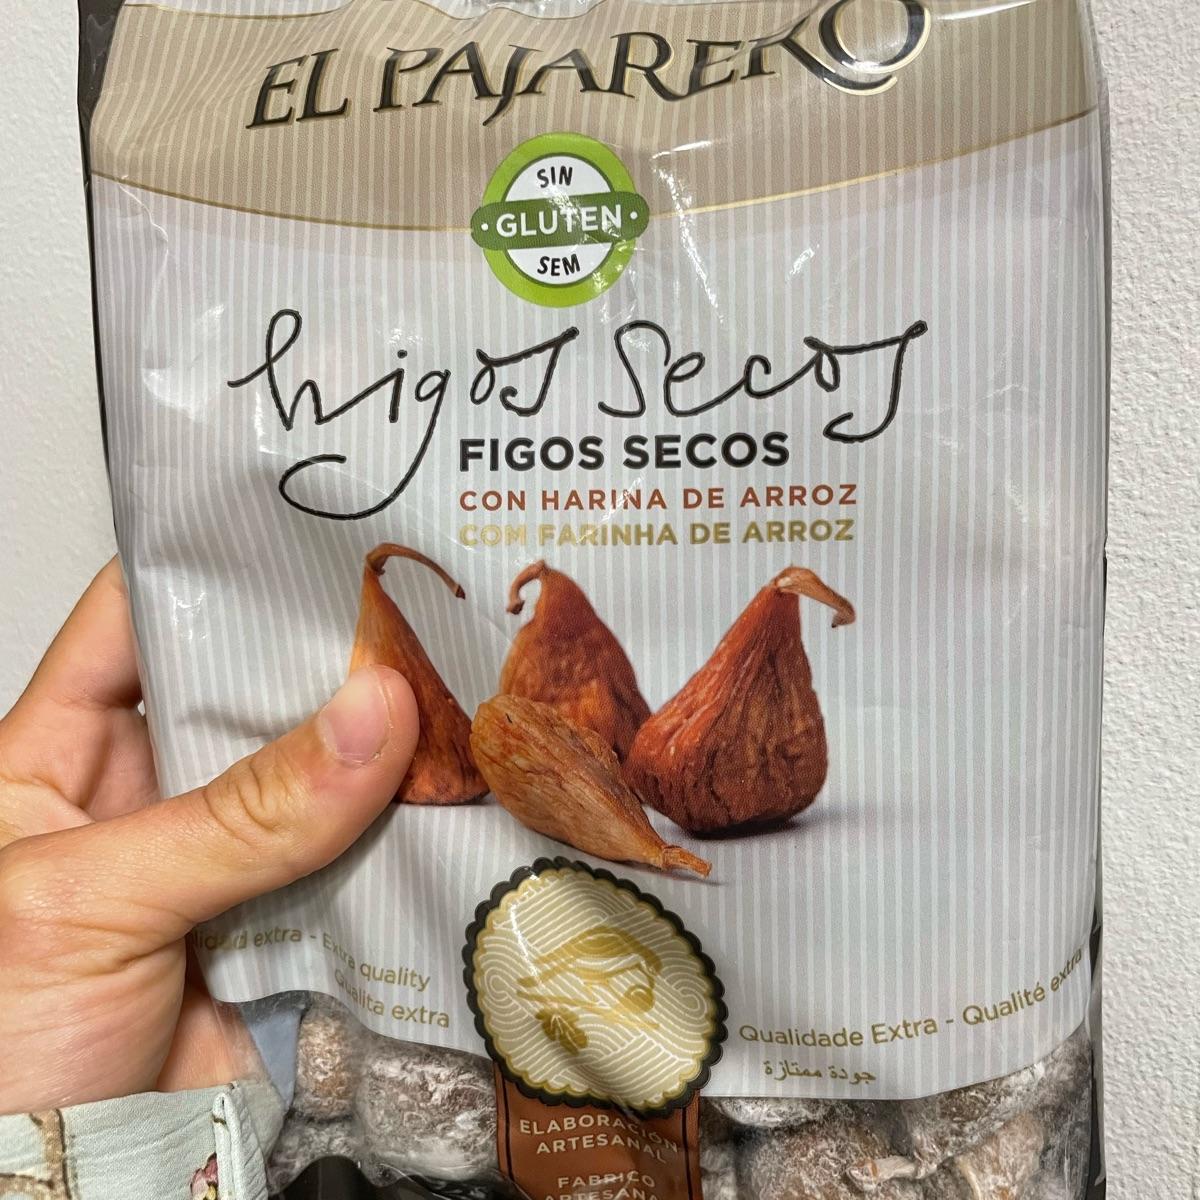 EL PAJARERO
SIN
·GLUTEN·
SEM
higos secos
FIGOS SECOS
CON HARINA DE ARROZ
COM FARINHA DE ARROZ
extra - Extra quality
Qualita extra
Qualidade Extra - Qualité extra
جودة ممتازة
ELABORACIÓN
ARTESANAL
FABRICO